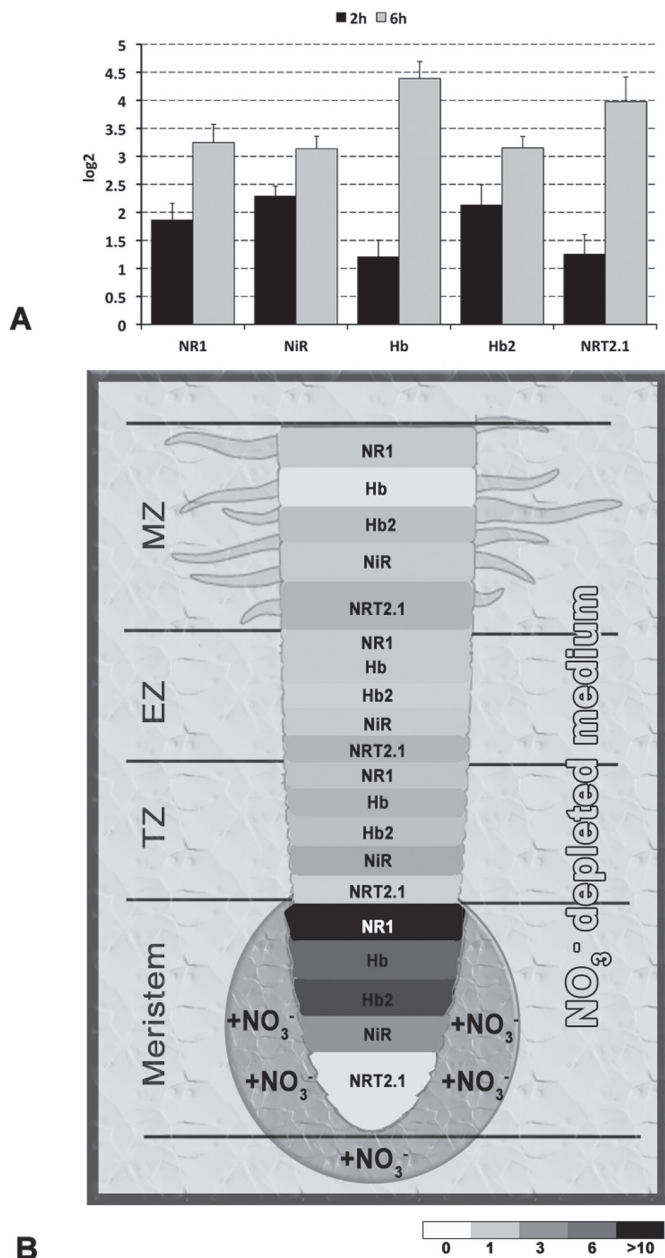 2h 6h
5
4.5
4
3.5
3
2.5
2
1.5
1
0.5
0
log2
NR1 NiR Hb Hb2 NRT2.1
A
MZ
NR1
Hb
Hb2
NiR
NRT2.1
EZ
NR1
Hb
Hb2
NiR
NRT2.1
TZ
NR1
Hb
Hb2
NiR
NRT2.1
Meristem
NR1
Hb
Hb2
NiR
NRT2.1
+NO3- +NO3-
+NO3- +NO3-
+NO3-
NO3- depleted medium
B
0 1 3 6 >10